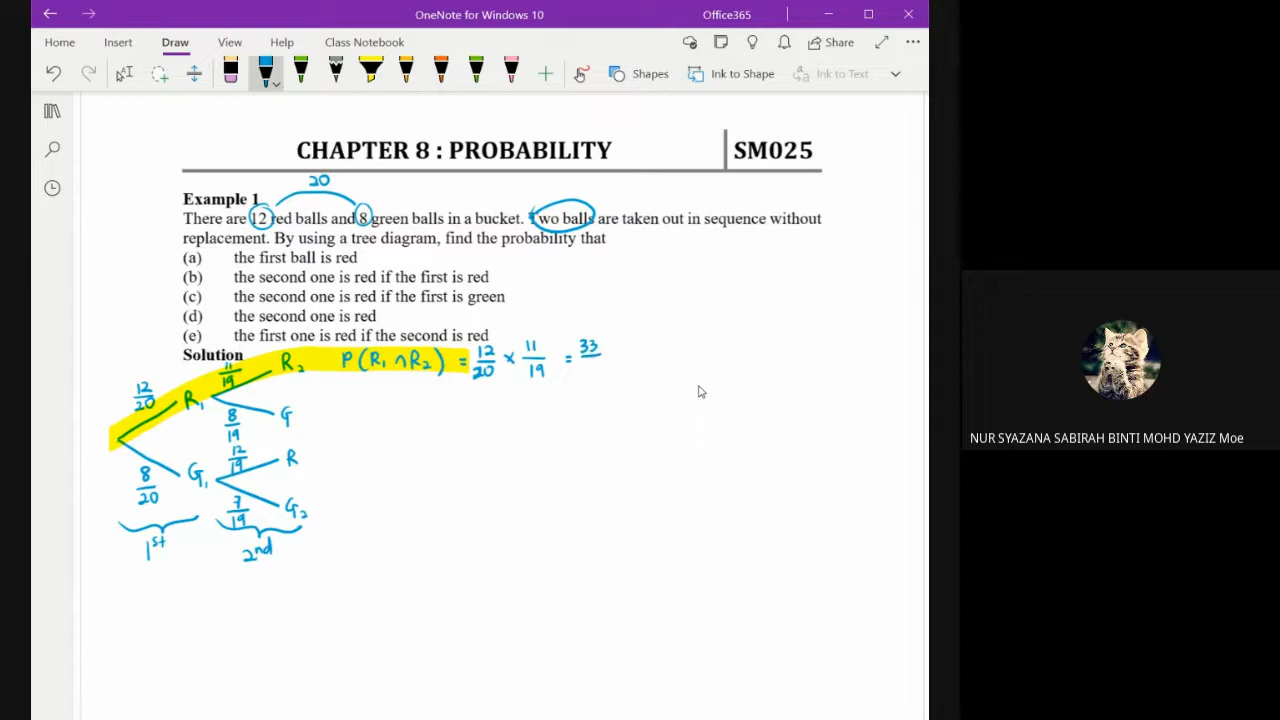 OneNote for Windows 10
Office365
Home Insert Draw View Help Class Notebook
Share
Shapes Ink to Shape Ink to Text
CHAPTER 8 : PROBABILITY SM025
20
Example 1
There are 12 red balls and 8 green balls in a bucket. Two balls are taken out in sequence without
replacement. By using a tree diagram, find the probability that
(a) the first ball is red
(b) the second one is red if the first is red
(c) the second one is red if the first is green
(d) the second one is red
(e) the first one is red if the second is red
Solution
12/20 R₁ 11/19 R₂ P(R₁ ∩ R₂) = 12/20 × 11/19 = 33
8/19 G
8/20 G₁ 12/19 R
7/19 G₂
1st 2nd
NUR SYAZANA SABIRAH BINTI MOHD YAZIZ Moe